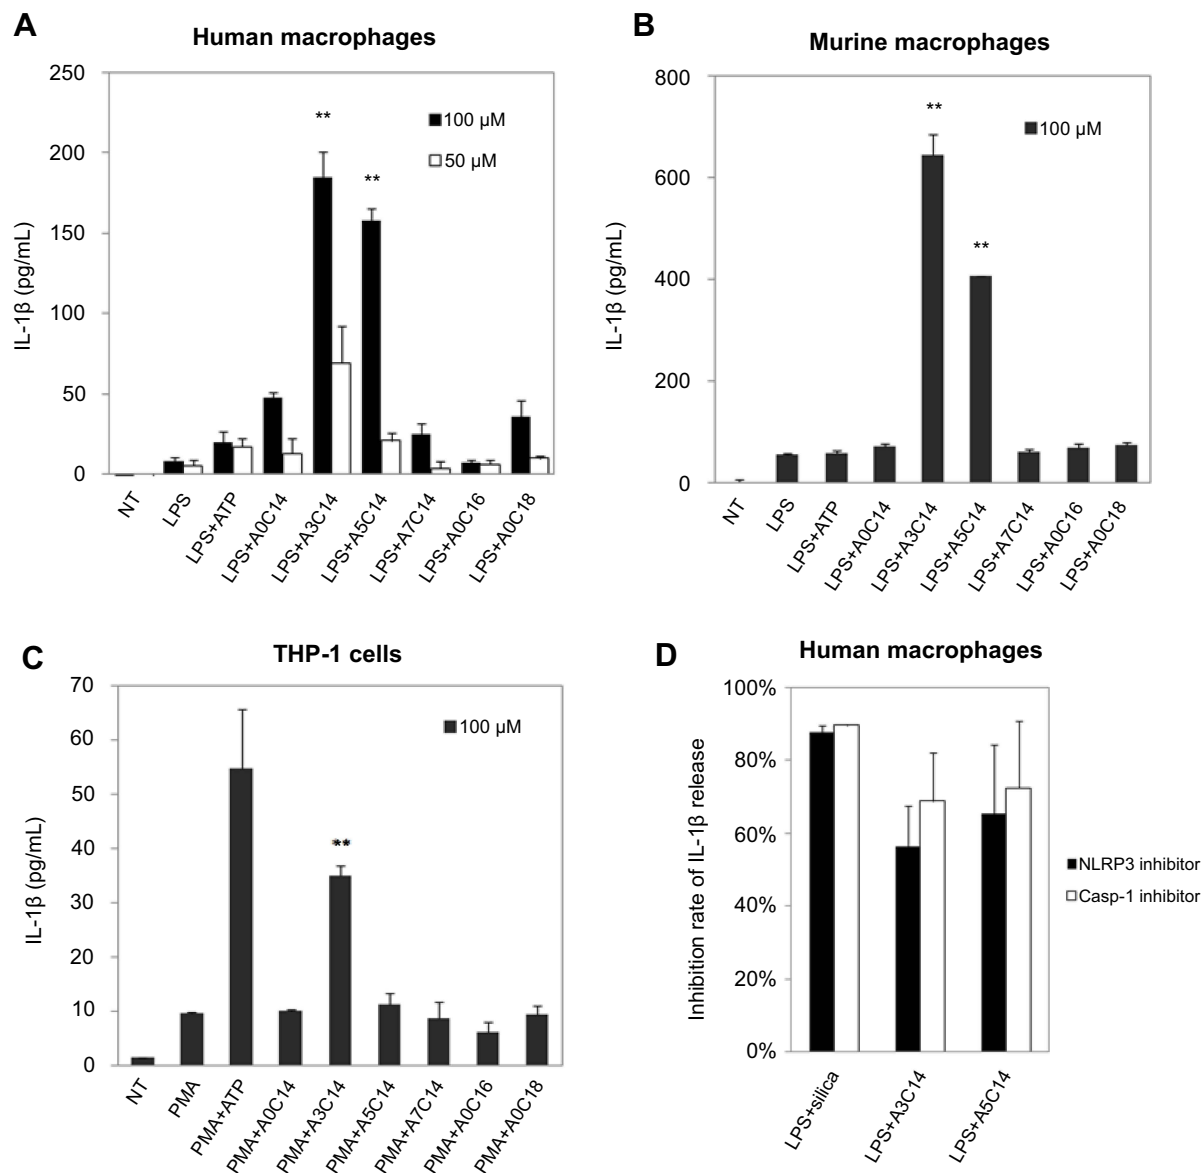 A
Human macrophages
IL-1β (pg/mL)
250
200
150
100
50
0
**
**
100 μM
50 μM
NT
LPS
LPS+ATP
LPS+A0C14
LPS+A3C14
LPS+A5C14
LPS+A7C14
LPS+A0C16
LPS+A0C18
B
Murine macrophages
IL-1β (pg/mL)
800
600
400
200
0
**
**
100 μM
NT
LPS
LPS+ATP
LPS+A0C14
LPS+A3C14
LPS+A5C14
LPS+A7C14
LPS+A0C16
LPS+A0C18
C
THP-1 cells
IL-1β (pg/mL)
70
60
50
40
30
20
10
0
**
100 μM
NT
PMA
PMA+ATP
PMA+A0C14
PMA+A3C14
PMA+A5C14
PMA+A7C14
PMA+A0C16
PMA+A0C18
D
Human macrophages
Inhibition rate of IL-1β release
100%
80%
60%
40%
20%
0%
NLRP3 inhibitor
Casp-1 inhibitor
LPS+silica
LPS+A3C14
LPS+A5C14